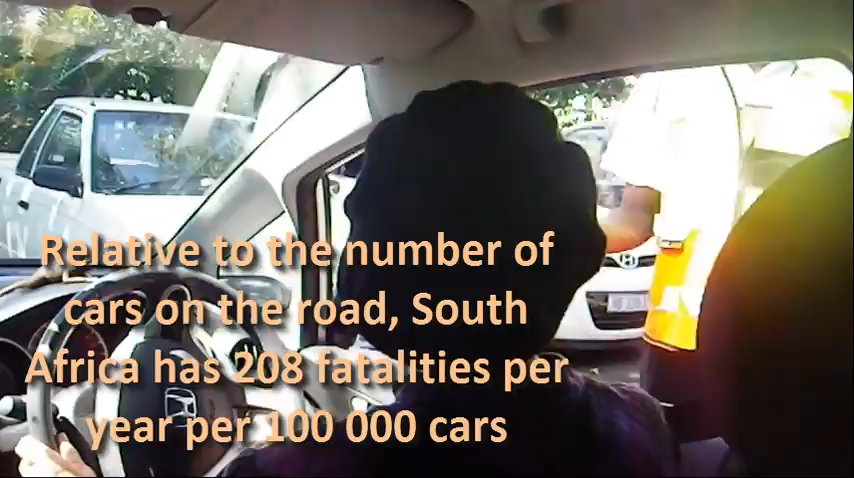 Relative to the number of
cars on the road, South
Africa has 208 fatalities per
year per 100 000 cars